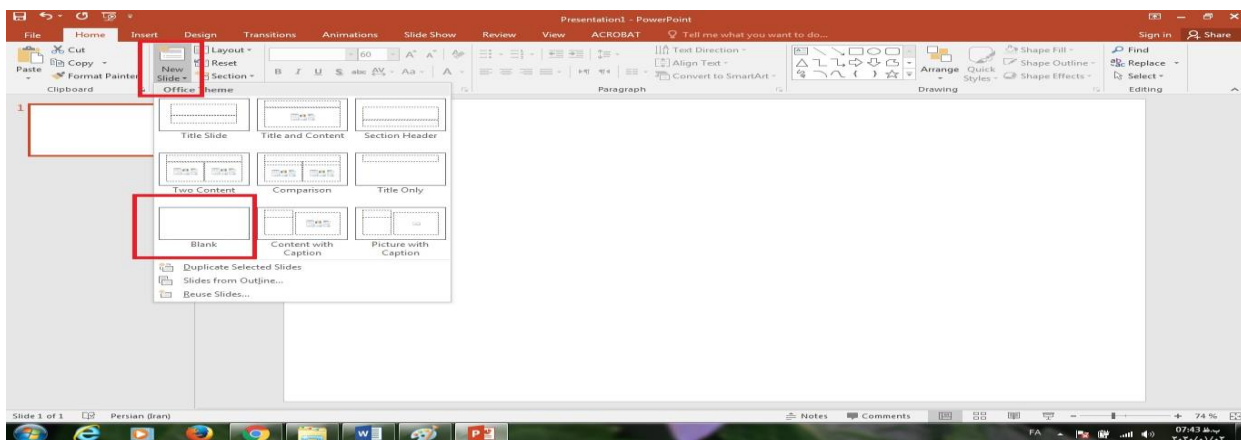 Presentation1 - PowerPoint
File Home Insert Design Transitions Animations Slide Show Review View ACROBAT Tell me what you want to do... Sign in Share
Cut
Copy
Format Painter
Paste
Clipboard
New Slide
Layout
Reset
Section
60
B I U S abc AV Aa A
Text Direction
Align Text
Convert to SmartArt
Paragraph
Arrange
Quick Styles
Shape Fill
Shape Outline
Shape Effects
Drawing
Find
Replace
Select
Editing
Office Theme
1
Title Slide Title and Content Section Header
Two Content Comparison Title Only
Blank Content with Caption Picture with Caption
Duplicate Selected Slides
Slides from Outline...
Reuse Slides...
Slide 1 of 1 Persian (Iran) Notes Comments 74 %
FA 07:43